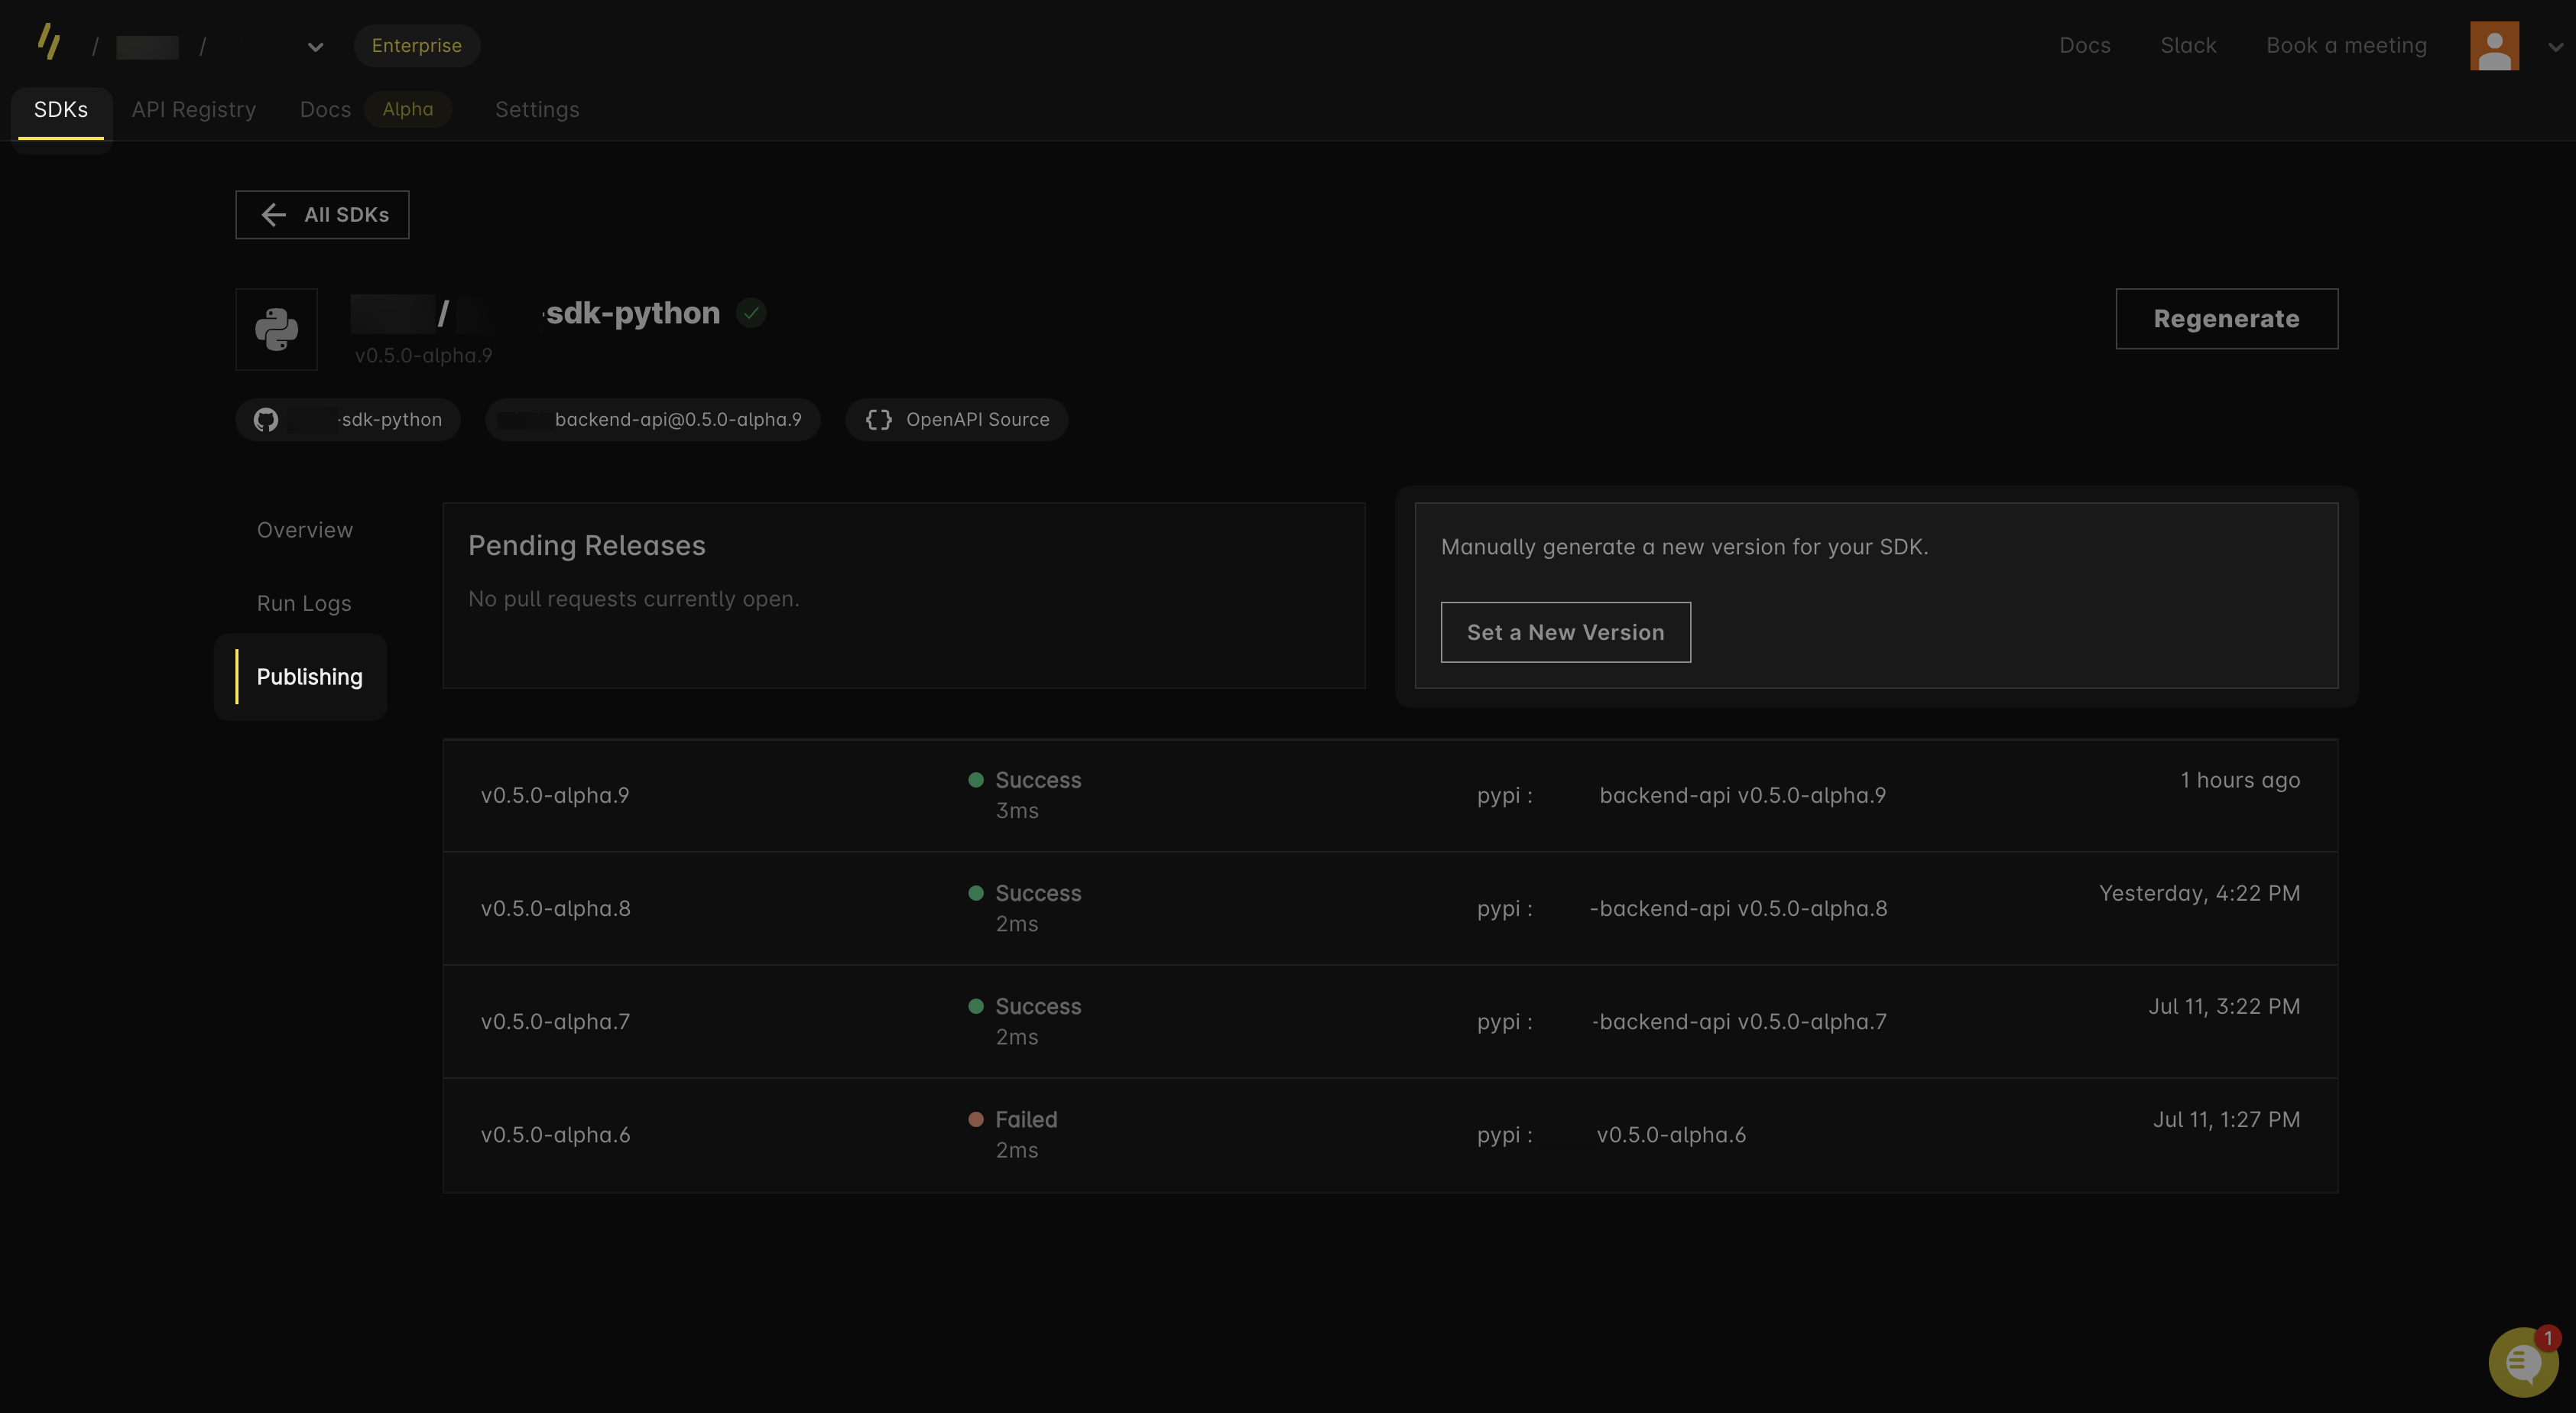 / /
Enterprise
Docs
Slack
Book a meeting
SDKs
API Registry
Docs
Alpha
Settings
All SDKs
/ -sdk-python
v0.5.0-alpha.9
Regenerate
-sdk-python
backend-api@0.5.0-alpha.9
OpenAPI Source
Overview
Run Logs
Publishing
Pending Releases
No pull requests currently open.
Manually generate a new version for your SDK.
Set a New Version
v0.5.0-alpha.9
Success
3ms
pypi : backend-api v0.5.0-alpha.9
1 hours ago
v0.5.0-alpha.8
Success
2ms
pypi : -backend-api v0.5.0-alpha.8
Yesterday, 4:22 PM
v0.5.0-alpha.7
Success
2ms
pypi : -backend-api v0.5.0-alpha.7
Jul 11, 3:22 PM
v0.5.0-alpha.6
Failed
2ms
pypi : v0.5.0-alpha.6
Jul 11, 1:27 PM
1